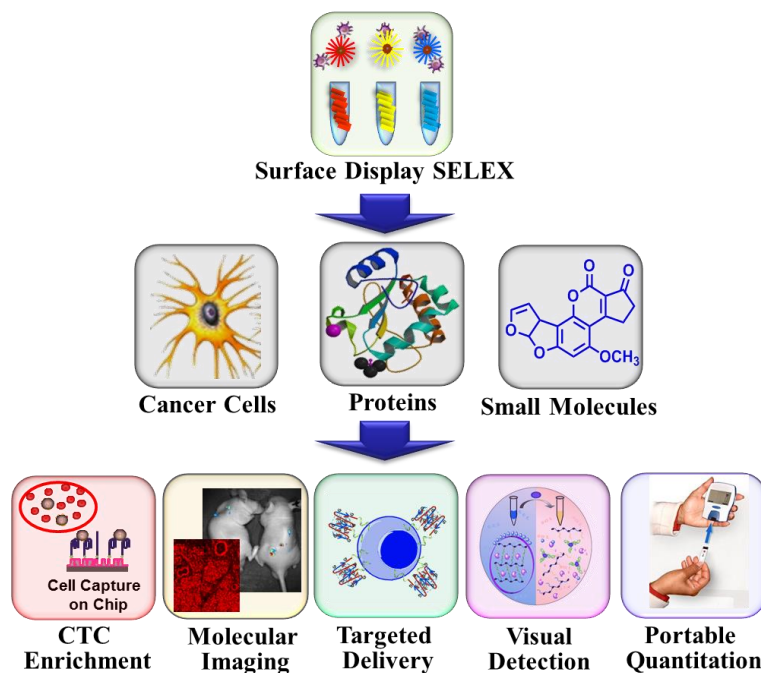 Surface Display SELEX
O
O
O
O
O
OCH3
Cancer Cells
Proteins
Small Molecules
Cell Capture
on Chip
CTC
Enrichment
Molecular
Imaging
Targeted
Delivery
Visual
Detection
Portable
Quantitation